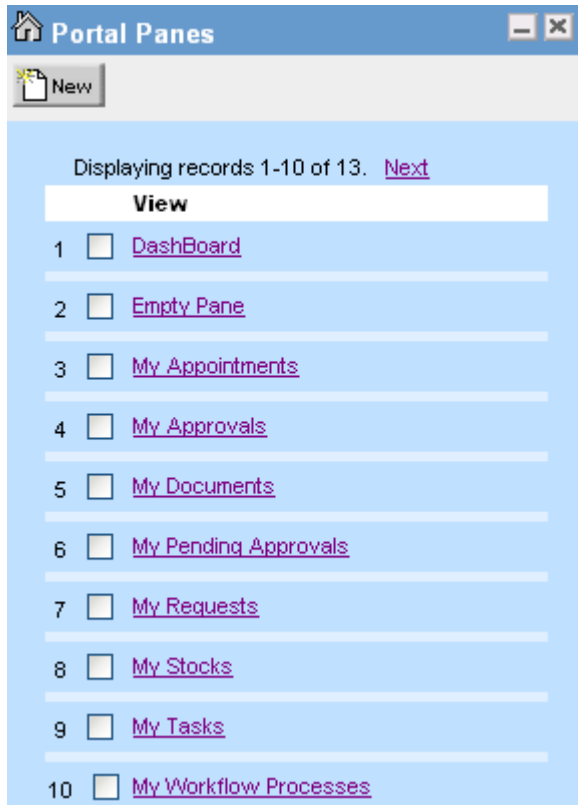 Portal Panes
New
Displaying records 1-10 of 13. Next
View
1 DashBoard
2 Empty Pane
3 My Appointments
4 My Approvals
5 My Documents
6 My Pending Approvals
7 My Requests
8 My Stocks
9 My Tasks
10 My Workflow Processes